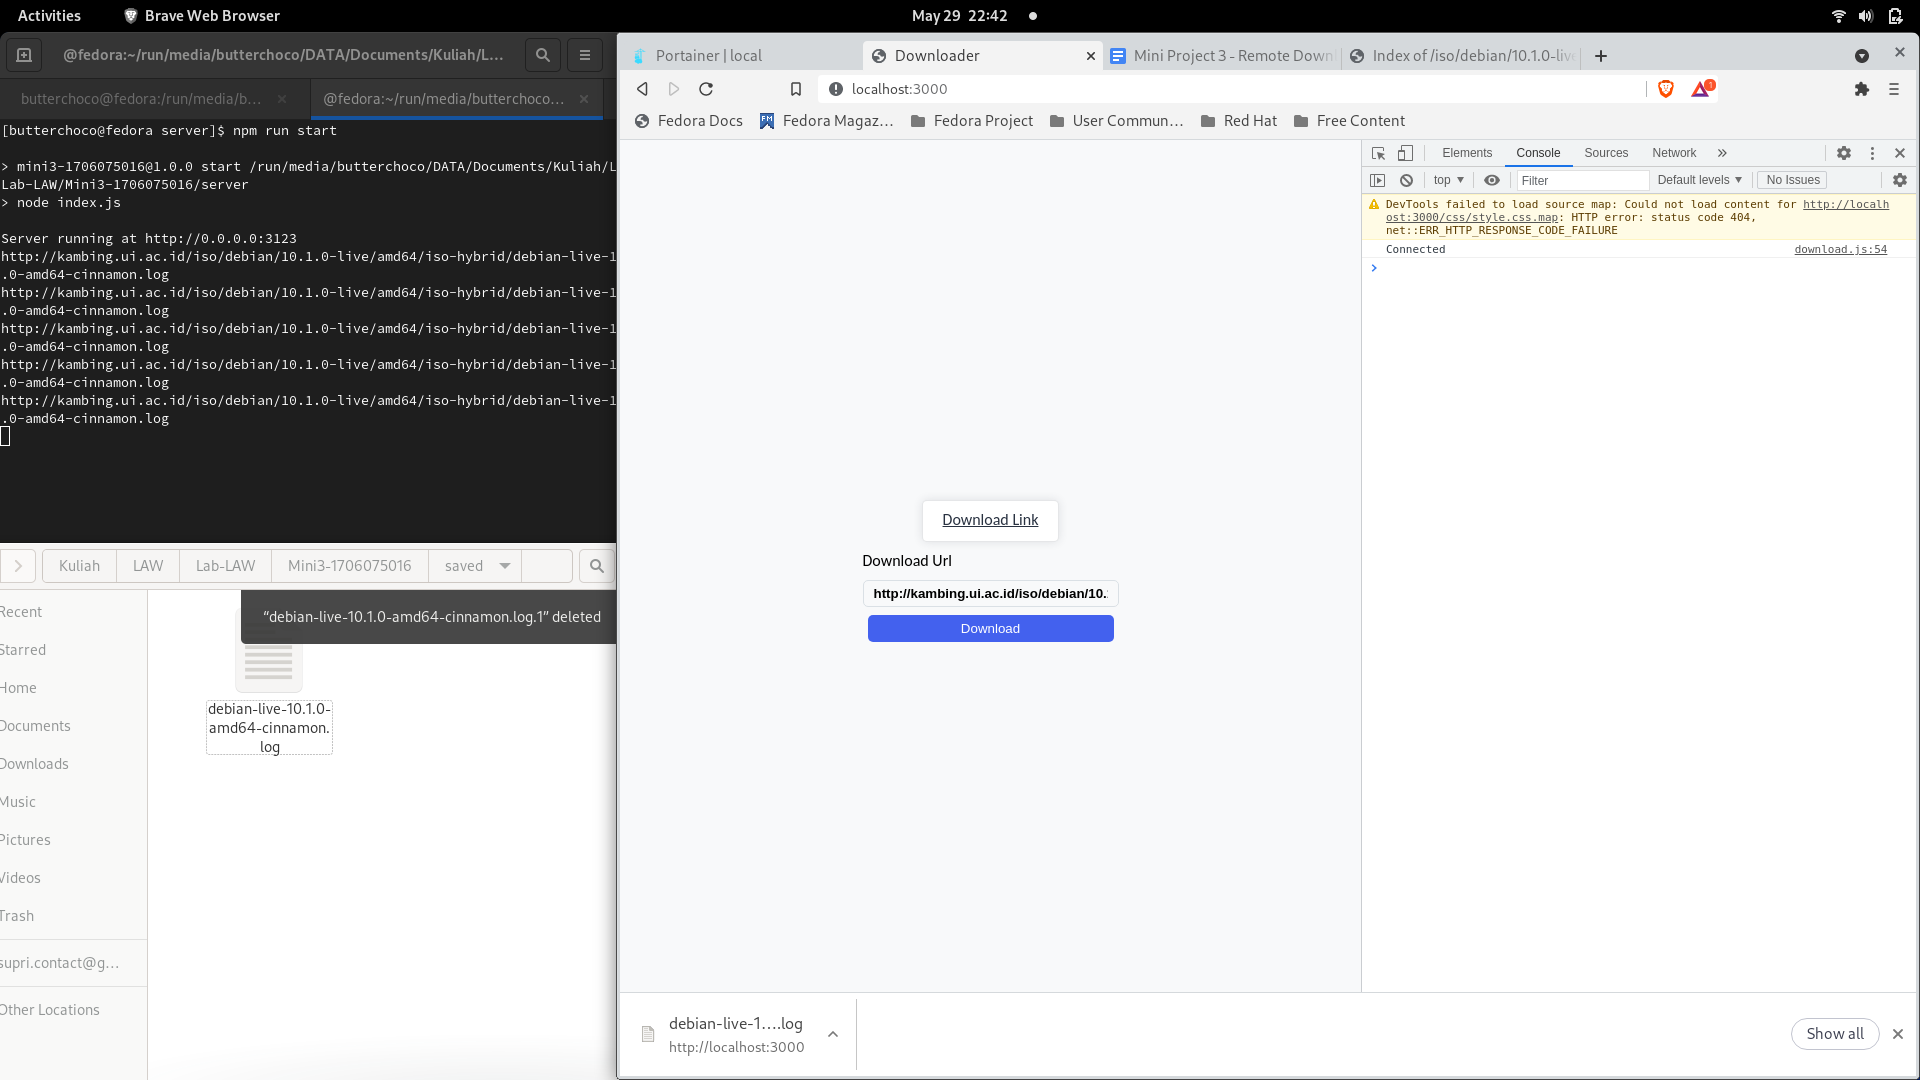 Activities
Brave Web Browser
May 29 22:42
@fedora:~/run/media/butterchoco/DATA/Documents/Kuliah/L…
butterchoco@fedora:/run/media/b…
@fedora:~/run/media/butterchoco…
[butterchoco@fedora server]$ npm run start
> mini3-1706075016@1.0.0 start /run/media/butterchoco/DATA/Documents/Kuliah/L
Lab-LAW/Mini3-1706075016/server
> node index.js
Server running at http://0.0.0.0:3123
http://kambing.ui.ac.id/iso/debian/10.1.0-live/amd64/iso-hybrid/debian-live-1
.0-amd64-cinnamon.log
http://kambing.ui.ac.id/iso/debian/10.1.0-live/amd64/iso-hybrid/debian-live-1
.0-amd64-cinnamon.log
http://kambing.ui.ac.id/iso/debian/10.1.0-live/amd64/iso-hybrid/debian-live-1
.0-amd64-cinnamon.log
http://kambing.ui.ac.id/iso/debian/10.1.0-live/amd64/iso-hybrid/debian-live-1
.0-amd64-cinnamon.log
http://kambing.ui.ac.id/iso/debian/10.1.0-live/amd64/iso-hybrid/debian-live-1
.0-amd64-cinnamon.log
Kuliah
LAW
Lab-LAW
Mini3-1706075016
saved
“debian-live-10.1.0-amd64-cinnamon.log.1” deleted
Recent
Starred
Home
Documents
Downloads
Music
Pictures
Videos
Trash
supri.contact@g…
Other Locations
debian-live-10.1.0-
amd64-cinnamon.
log
Portainer | local
Downloader
Mini Project 3 - Remote Down
Index of /iso/debian/10.1.0-live
localhost:3000
1
Fedora Docs
Fedora Magaz…
Fedora Project
User Commun…
Red Hat
Free Content
Download Link
Download Url
http://kambing.ui.ac.id/iso/debian/10.
Download
Elements
Console
Sources
Network
top
Filter
Default levels
No Issues
DevTools failed to load source map: Could not load content for http://localh
ost:3000/css/style.css.map: HTTP error: status code 404,
net::ERR_HTTP_RESPONSE_CODE_FAILURE
Connected
download.js:54
debian-live-1….log
http://localhost:3000
Show all